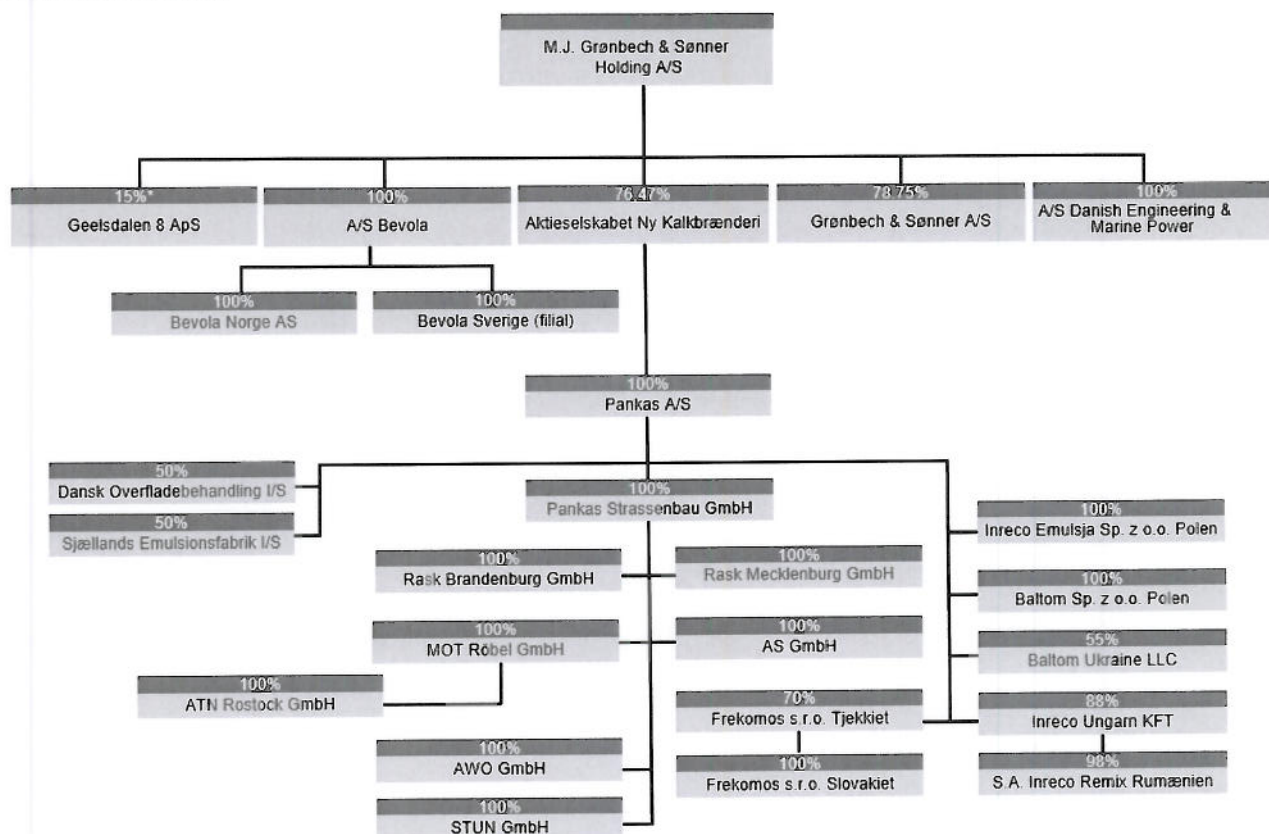 M.J. Grønbech & Sønner
Holding A/S
15%*
Geelsdalen 8 ApS
100%
A/S Bevola
76.47%
Aktieselskabet Ny Kalkbrænderi
78.75%
Grønbech & Sønner A/S
100%
A/S Danish Engineering &
Marine Power
100%
Bevola Norge AS
100%
Bevola Sverige (filial)
100%
Pankas A/S
50%
Dansk Overfladebehandling I/S
50%
Sjællands Emulsionsfabrik I/S
100%
Pankas Strassenbau GmbH
100%
Inreco Emulsja Sp. z o.o. Polen
100%
Rask Brandenburg GmbH
100%
Rask Mecklenburg GmbH
100%
Baltom Sp. z o.o. Polen
100%
MOT Röbel GmbH
100%
AS GmbH
55%
Baltom Ukraine LLC
100%
ATN Rostock GmbH
70%
Frekomos s.r.o. Tjekkiet
88%
Inreco Ungarn KFT
100%
AWO GmbH
100%
Frekomos s.r.o. Slovakiet
98%
S.A. Inreco Remix Rumænien
100%
STUN GmbH